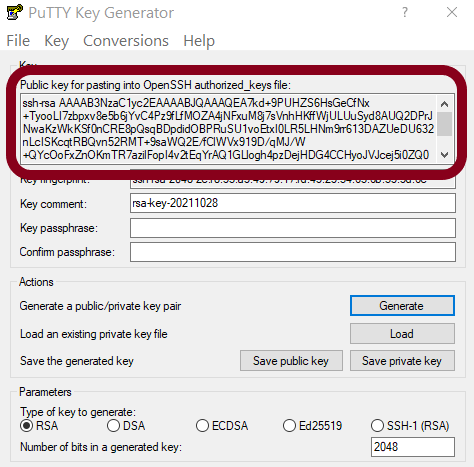 PuTTY Key Generator
File Key Conversions Help
Key
Public key for pasting into OpenSSH authorized_keys file:
ssh-rsa AAAAB3NzaC1yc2EAAAABJQAAAQEA7kd+9PUHZS6HsGeCfNx
+TyooLI7zbpxv8e5b6jYvC4Pz9fLfMOZA4jNFxuM8j7sVnhHKffWjULUuSyd8AUQ2DPrJ
NwaKzWkKSf0nCRE8pQsqBDpdidOBPRuSU1voEtxI0LR5LHNm9rr613DAZUeDU632
nLcISKcqtRBQvn52RMT+9saWQ2E/fClWVx919D/qMJ/W
+QYcOoFxZnOKmTR7aziIFopI4v2tEqYrAQ1GLlogh4pzDejHDG4CCHyoJVJcej5i0ZQ0
Key fingerprint:
Key comment: rsa-key-20211028
Key passphrase:
Confirm passphrase:
Actions
Generate a public/private key pair Generate
Load an existing private key file Load
Save the generated key Save public key Save private key
Parameters
Type of key to generate:
RSA DSA ECDSA Ed25519 SSH-1 (RSA)
Number of bits in a generated key: 2048